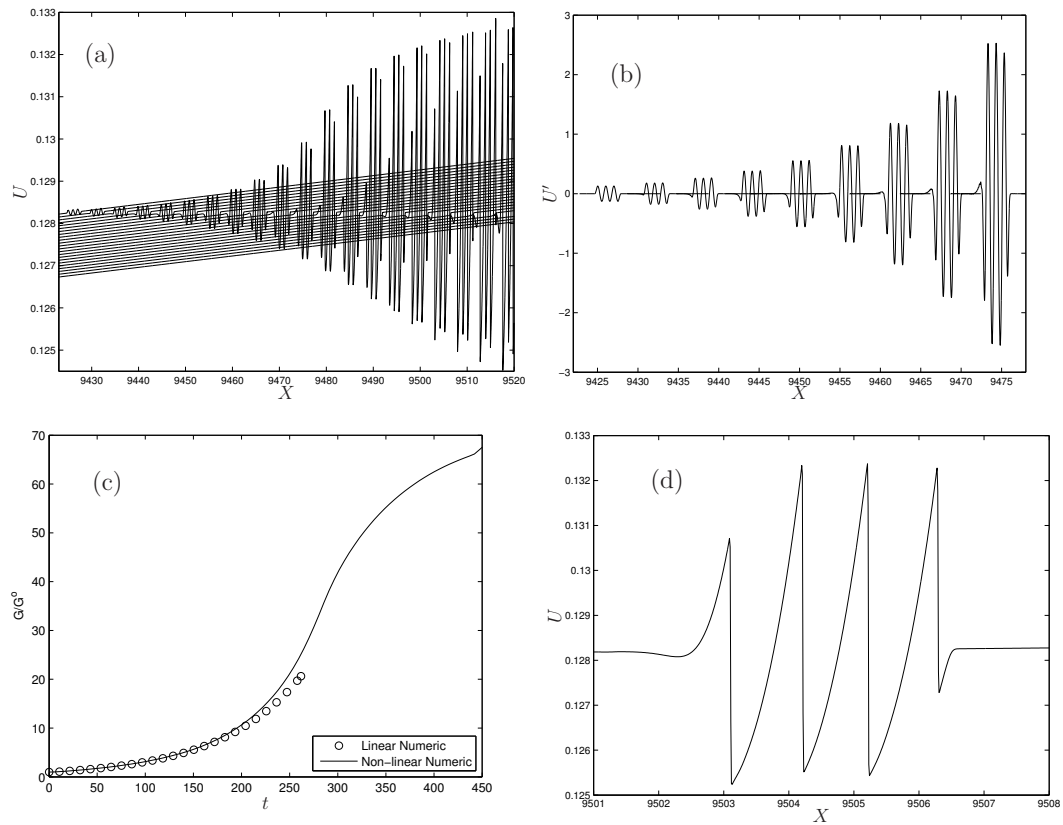 (a)
0.133
0.132
0.131
0.13
0.129
0.128
0.127
0.126
0.125
U
9430 9440 9450 9460 9470 9480 9490 9500 9510 9520
X
(b)
3
2
1
0
−1
−2
−3
U'
9425 9430 9435 9440 9445 9450 9455 9460 9465 9470 9475
X
(c)
70
60
50
40
30
20
10
0
G/G°
0 50 100 150 200 250 300 350 400 450
t
Linear Numeric
Non−linear Numeric
(d)
0.133
0.132
0.131
0.13
0.129
0.128
0.127
0.126
0.125
U
9501 9502 9503 9504 9505 9506 9507 9508
X